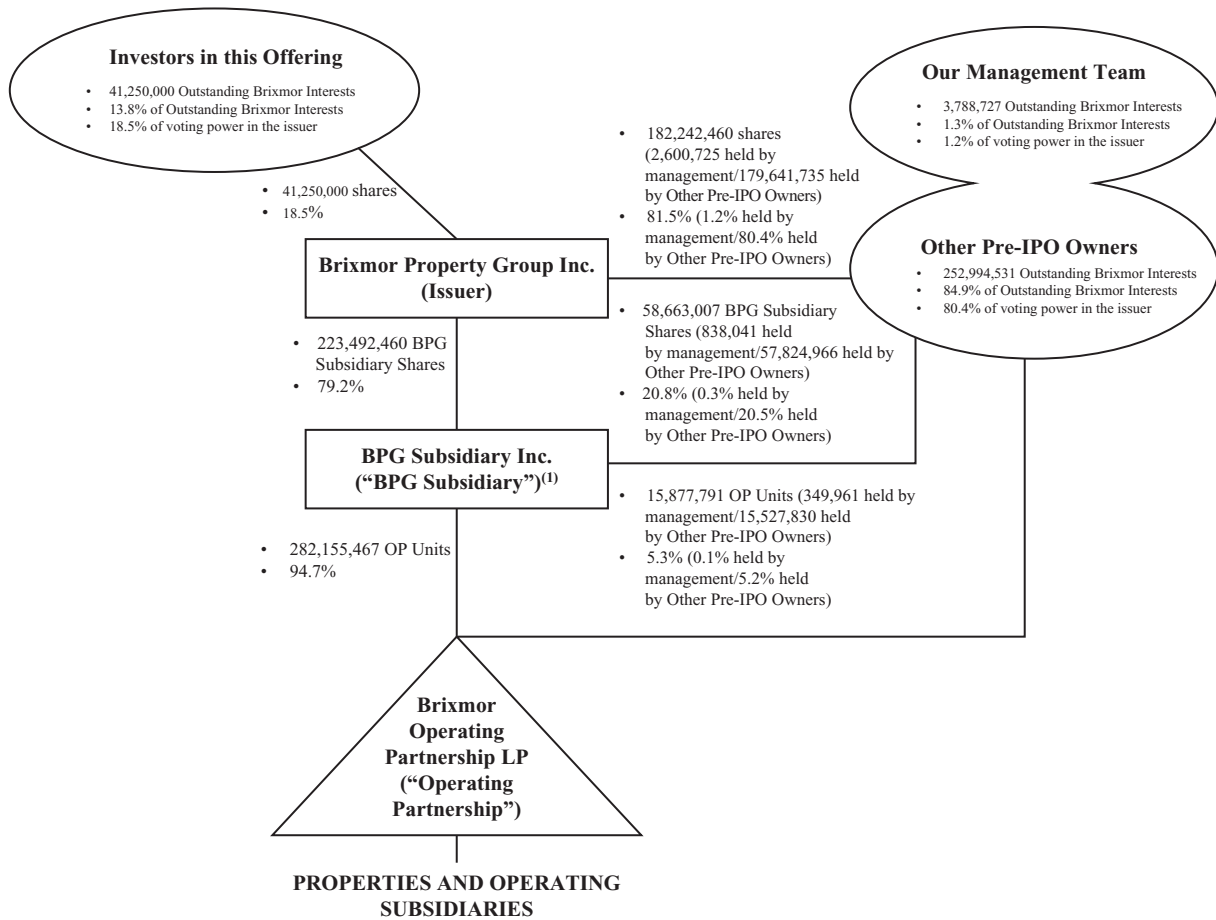 Investors in this Offering
• 41,250,000 Outstanding Brixmor Interests
• 13.8% of Outstanding Brixmor Interests
• 18.5% of voting power in the issuer
Our Management Team
• 3,788,727 Outstanding Brixmor Interests
• 1.3% of Outstanding Brixmor Interests
• 1.2% of voting power in the issuer
• 182,242,460 shares
(2,600,725 held by
management/179,641,735 held
by Other Pre-IPO Owners)
• 81.5% (1.2% held by
management/80.4% held
by Other Pre-IPO Owners)
• 41,250,000 shares
• 18.5%
Other Pre-IPO Owners
• 252,994,531 Outstanding Brixmor Interests
• 84.9% of Outstanding Brixmor Interests
• 80.4% of voting power in the issuer
Brixmor Property Group Inc.
(Issuer)
• 58,663,007 BPG Subsidiary
Shares (838,041 held
by management/57,824,966 held by
Other Pre-IPO Owners)
• 20.8% (0.3% held by
management/20.5% held
by Other Pre-IPO Owners)
• 223,492,460 BPG
Subsidiary Shares
• 79.2%
BPG Subsidiary Inc.
(“BPG Subsidiary”)(1)
• 15,877,791 OP Units (349,961 held by
management/15,527,830 held
by Other Pre-IPO Owners)
• 5.3% (0.1% held by
management/5.2% held
by Other Pre-IPO Owners)
• 282,155,467 OP Units
• 94.7%
Brixmor
Operating
Partnership LP
(“Operating
Partnership”)
PROPERTIES AND OPERATING
SUBSIDIARIES